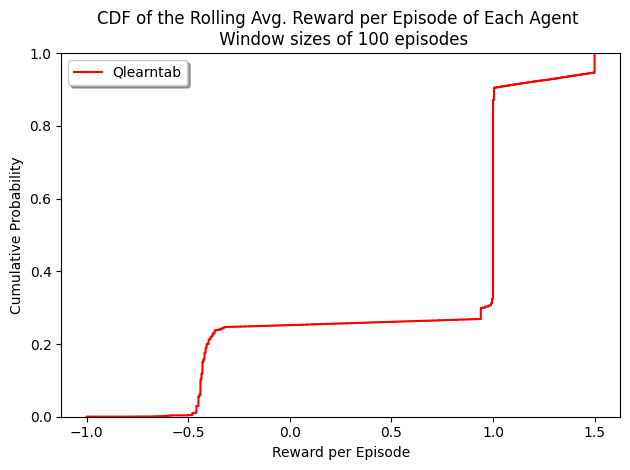 CDF of the Rolling Avg. Reward per Episode of Each Agent
Window sizes of 100 episodes
Qlearntab
Cumulative Probability
1.0
0.8
0.6
0.4
0.2
0.0
−1.0 −0.5 0.0 0.5 1.0 1.5
Reward per Episode